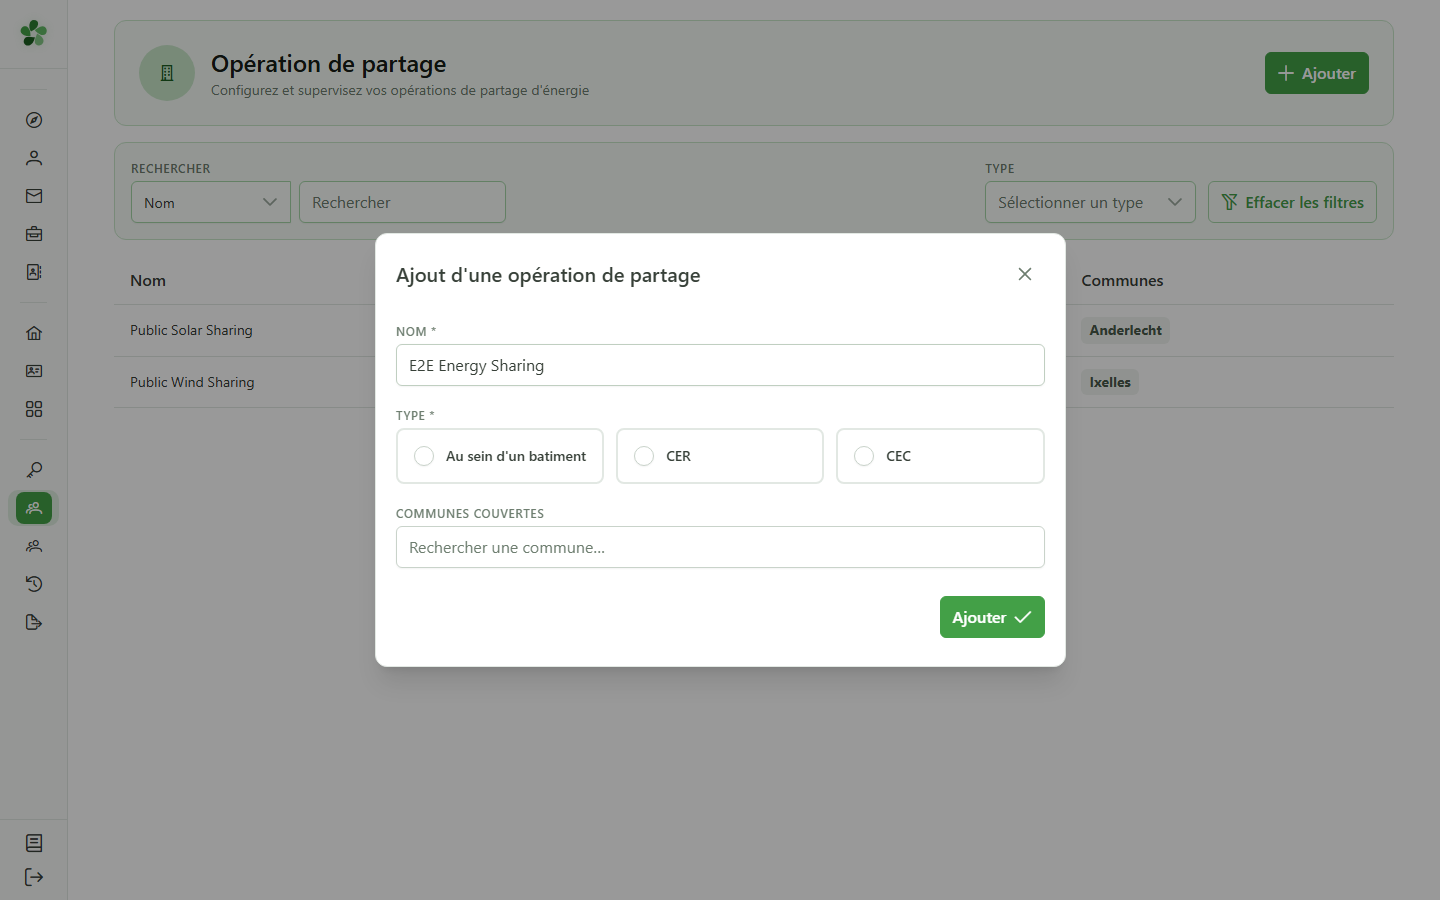 Opération de partage
Configurez et supervisez vos opérations de partage d'énergie
Ajouter
RECHERCHER
TYPE
Nom
Rechercher
Sélectionner un type
Effacer les filtres
Nom
Communes
Public Solar Sharing
Anderlecht
Public Wind Sharing
Ixelles
Ajout d'une opération de partage
NOM *
E2E Energy Sharing
TYPE *
Au sein d'un batiment
CER
CEC
COMMUNES COUVERTES
Rechercher une commune...
Ajouter